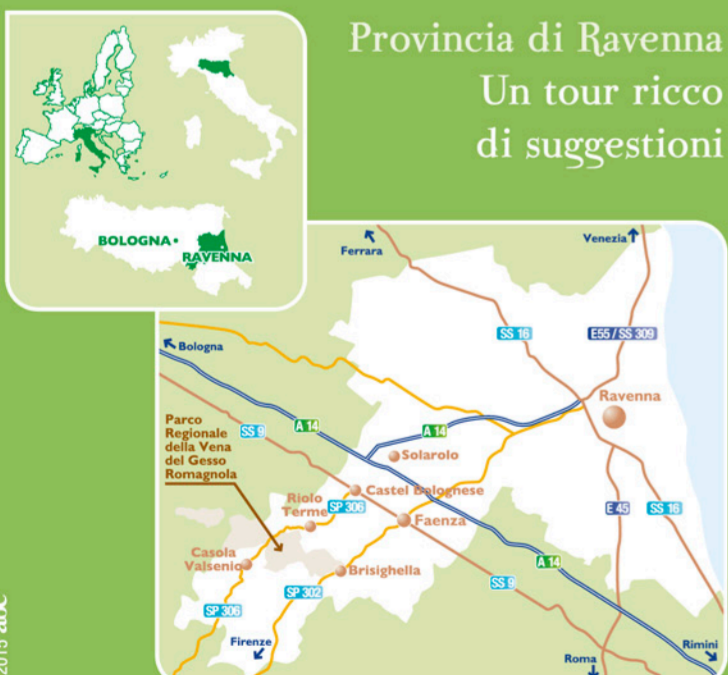 Provincia di Ravenna
Un tour ricco
di suggestioni
BOLOGNA
RAVENNA
Ferrara
Venezia
SS 16
E55 / SS 309
Bologna
Ravenna
Parco
Regionale
della Vena
del Gesso
Romagnola
SS 9
A 14
A 14
Solarolo
Castel Bolognese
Riolo
Terme
SP 306
Faenza
E 45
SS 16
Casola
Valsenio
Brisighella
A 14
SS 9
SP 302
SP 306
Firenze
Roma
Rimini
2015 abc